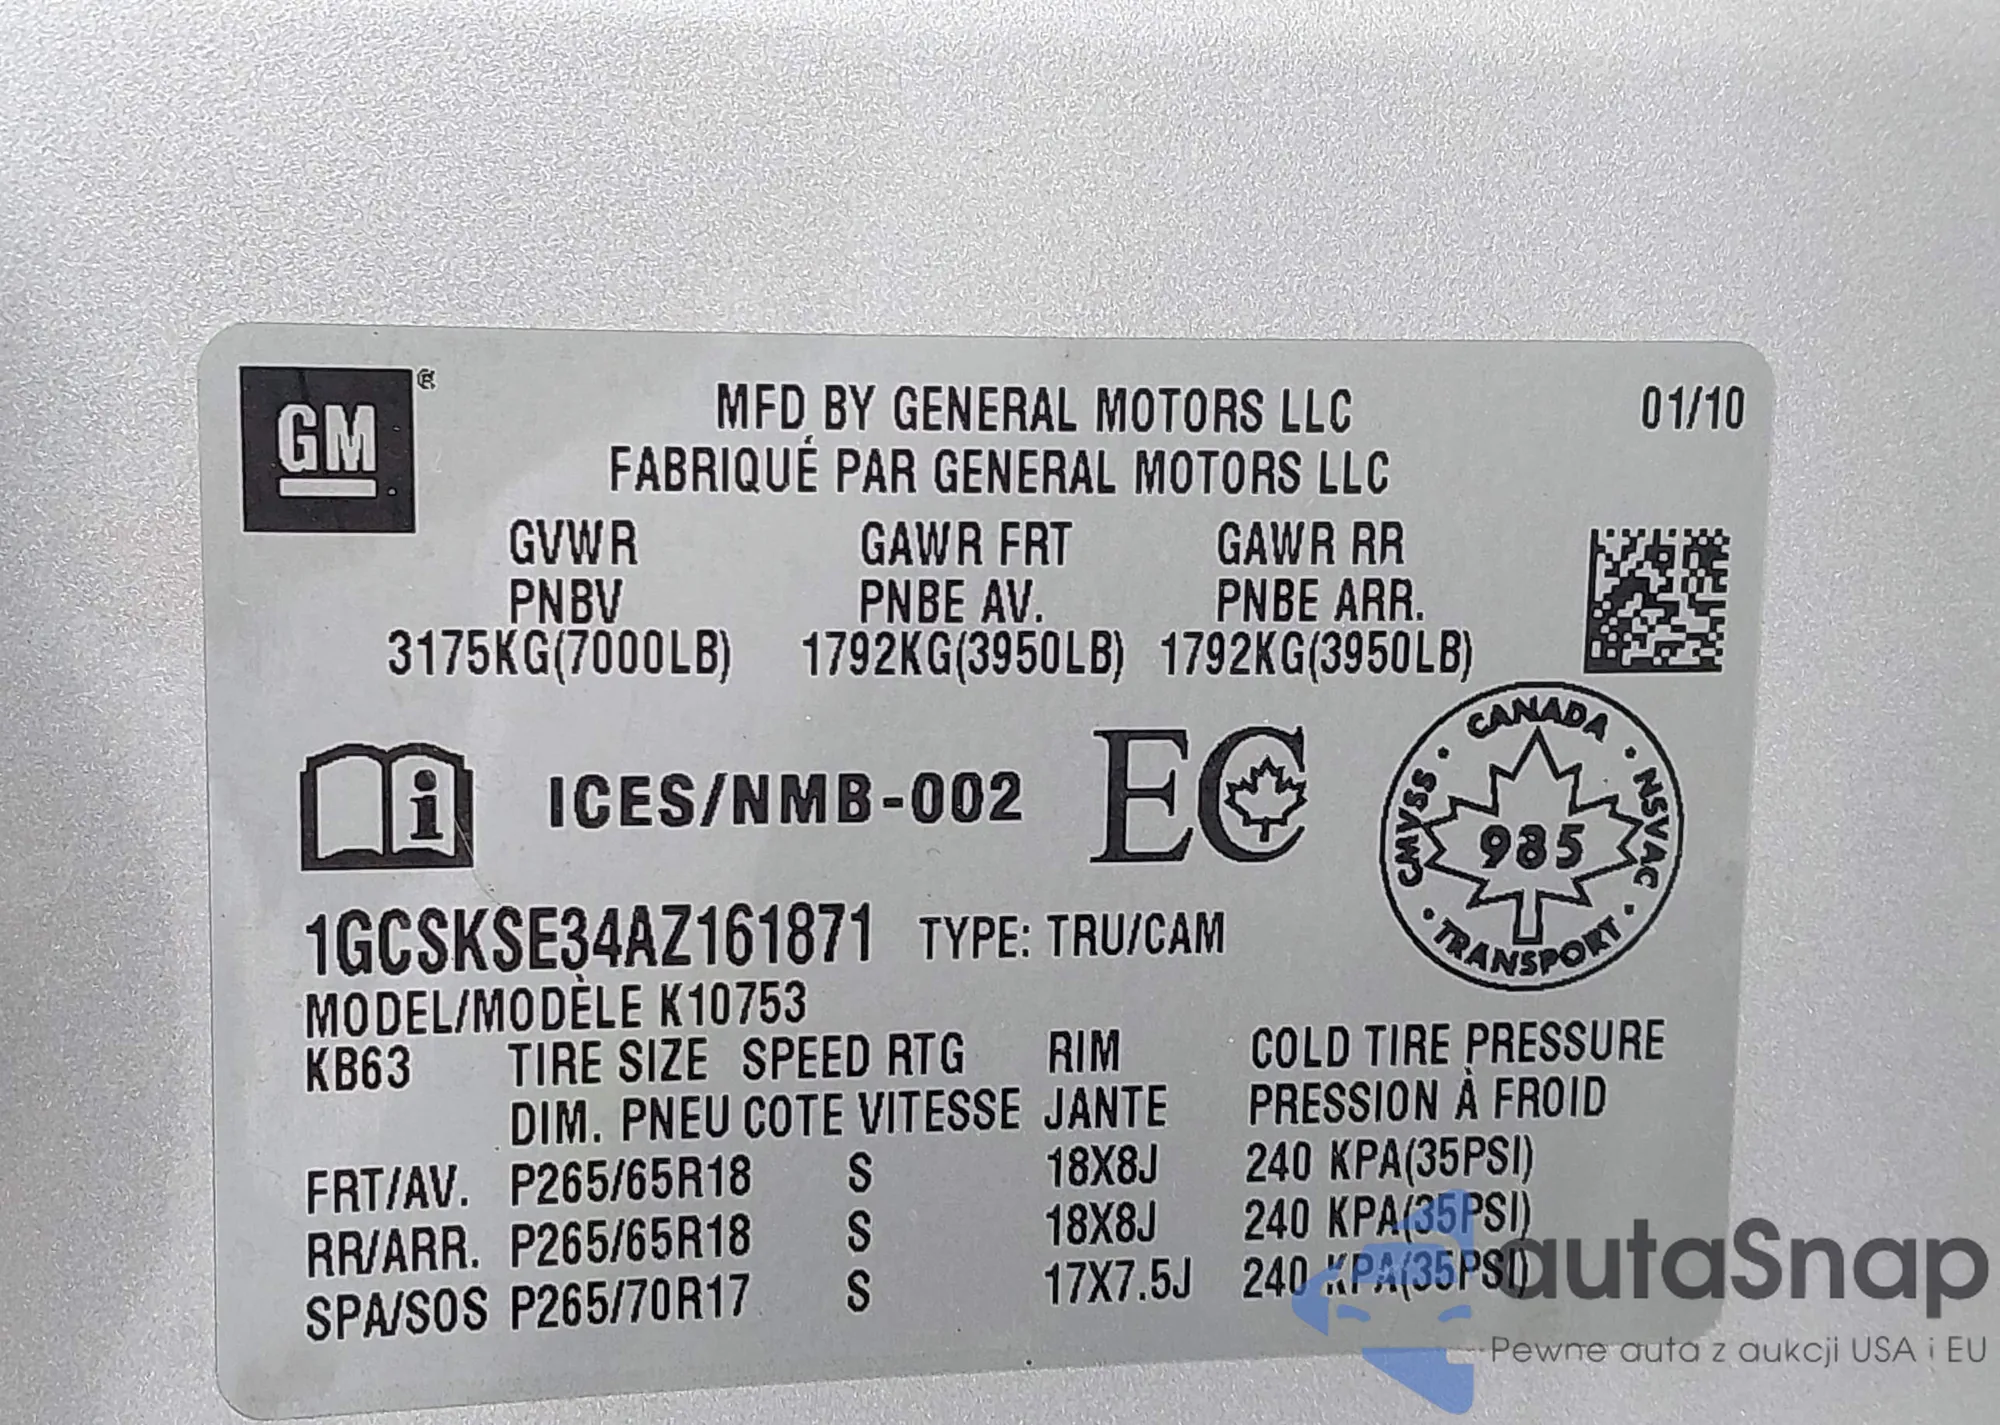 GM ®
MFD BY GENERAL MOTORS LLC 01/10
FABRIQUÉ PAR GENERAL MOTORS LLC
GVWR GAWR FRT GAWR RR
PNBV PNBE AV. PNBE ARR.
3175KG(7000LB) 1792KG(3950LB) 1792KG(3950LB)
i ICES/NMB-002 EC
CANADA
CMVSS 985 NSVAC
TRANSPORT
1GCSKSE34AZ161871 TYPE: TRU/CAM
MODEL/MODÈLE K10753
KB63 TIRE SIZE SPEED RTG RIM COLD TIRE PRESSURE
DIM. PNEU COTE VITESSE JANTE PRESSION À FROID
FRT/AV. P265/65R18 S 18X8J 240 KPA(35PSI)
RR/ARR. P265/65R18 S 18X8J 240 KPA(35PSI)
SPA/SOS P265/70R17 S 17X7.5J 240 KPA(35PSI)
autaSnap
Pewne auta z aukcji USA i EU